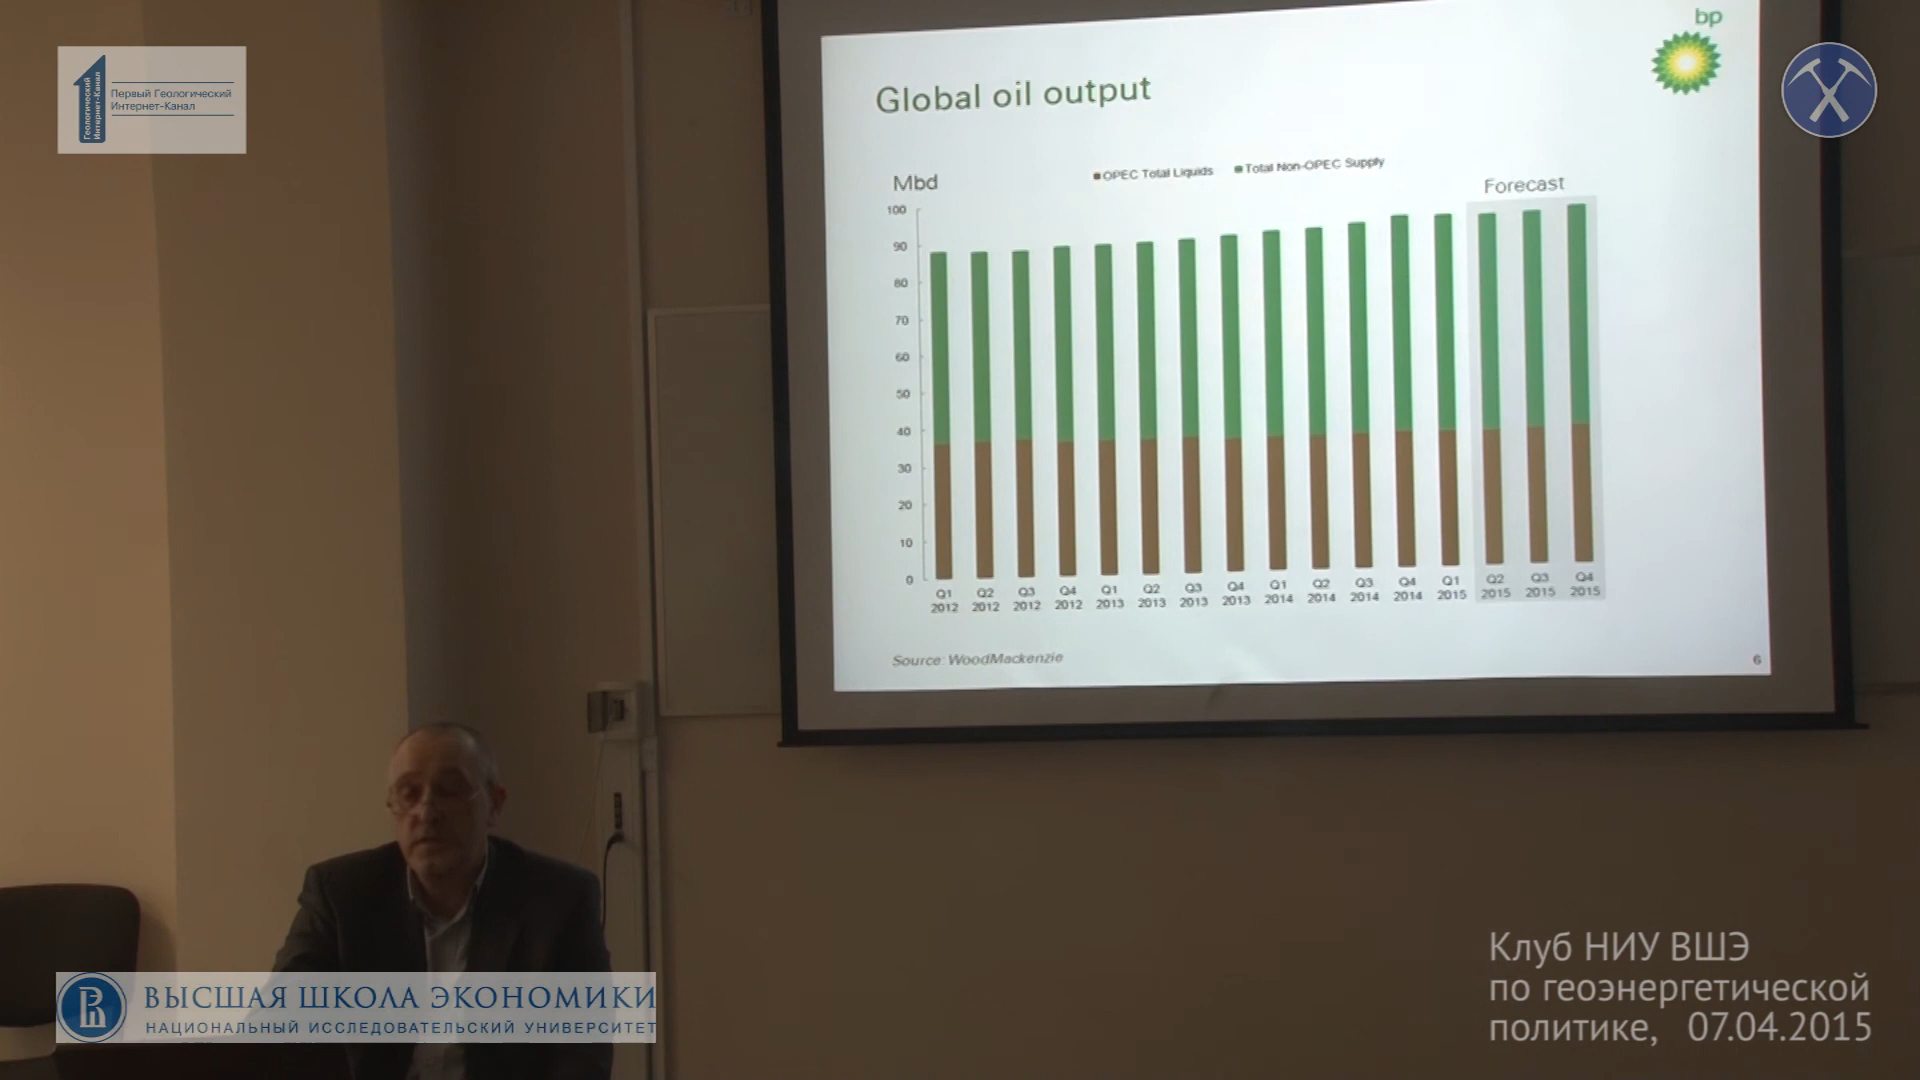 Геологический
Интернет-Канал
Первый Геологический
Интернет-Канал
bp
Global oil output
Mbd
OPEC Total Liquids Total Non-OPEC Supply
Forecast
100
90
80
70
60
50
40
30
20
10
0
Q1 Q2 Q3 Q4 Q1 Q2 Q3 Q4 Q1 Q2 Q3 Q4 Q1 Q2 Q3 Q4
2012 2012 2012 2012 2013 2013 2013 2013 2014 2014 2014 2014 2015 2015 2015 2015
Source: WoodMackenzie
6
ВЫСШАЯ ШКОЛА ЭКОНОМИКИ
НАЦИОНАЛЬНЫЙ ИССЛЕДОВАТЕЛЬСКИЙ УНИВЕРСИТЕТ
Клуб НИУ ВШЭ
по геоэнергетической
политике, 07.04.2015